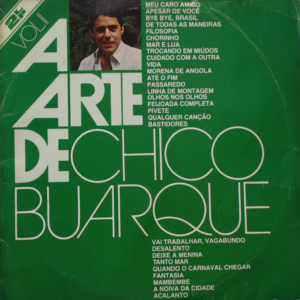 VOL.II
A ARTE DE CHICO BUARQUE
MEU CARO AMIGO
APESAR DE VOCÊ
BYE BYE, BRASIL
DE TODAS AS MANEIRAS
FILOSOFIA
CHORINHO
MAR E LUA
TROCANDO EM MIÚDOS
CUIDADO COM A OUTRA
VIDA
MORENA DE ANGOLA
ATÉ O FIM
PASSAREDO
LINHA DE MONTAGEM
OLHOS NOS OLHOS
FEIJOADA COMPLETA
PIVETE
QUALQUER CANÇÃO
BASTIDORES
VAI TRABALHAR, VAGABUNDO
DESALENTO
DEIXE A MENINA
TANTO MAR
QUANDO O CARNAVAL CHEGAR
FANTASIA
MAMBEMBE
A NOIVA DA CIDADE
ACALANTO